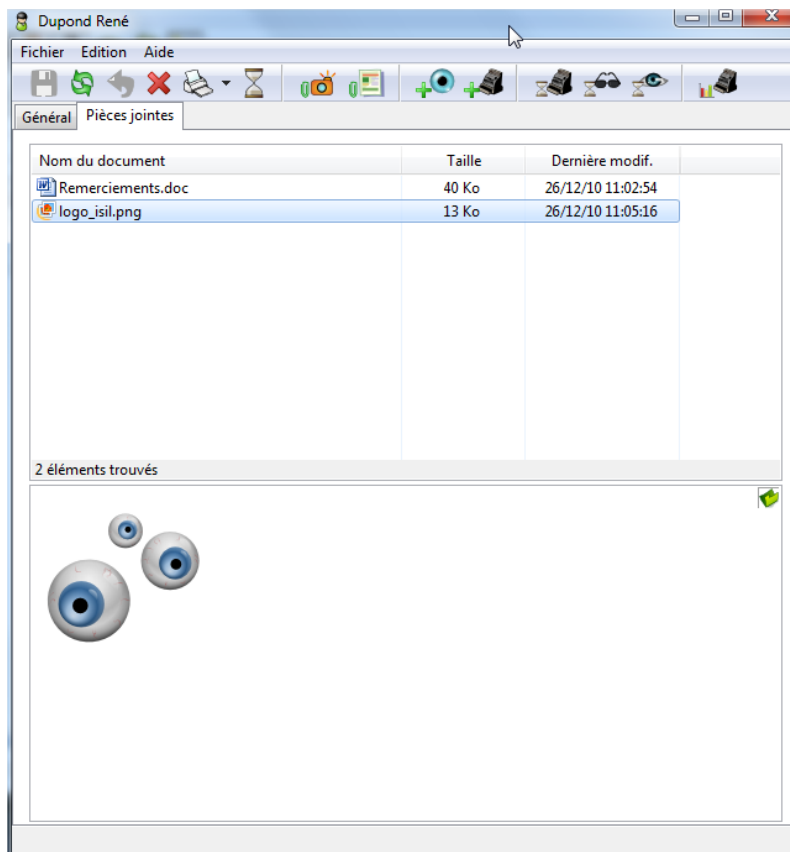 Dupond René
Fichier Edition Aide
Général Pièces jointes
Nom du document Taille Dernière modif.
Remerciements.doc 40 Ko 26/12/10 11:02:54
logo_isil.png 13 Ko 26/12/10 11:05:16
2 éléments trouvés